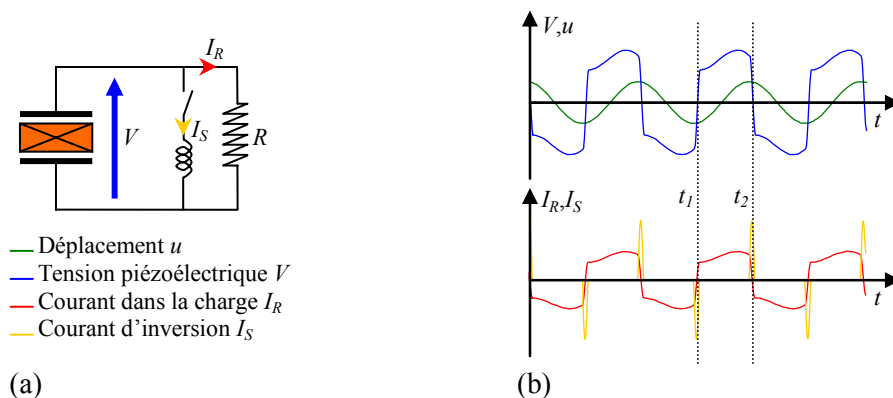 I_R
V
I_S
R
Déplacement u
Tension piézoélectrique V
Courant dans la charge I_R
Courant d'inversion I_S
(a)
V,u
t
t_1
t_2
I_R,I_S
t
(b)